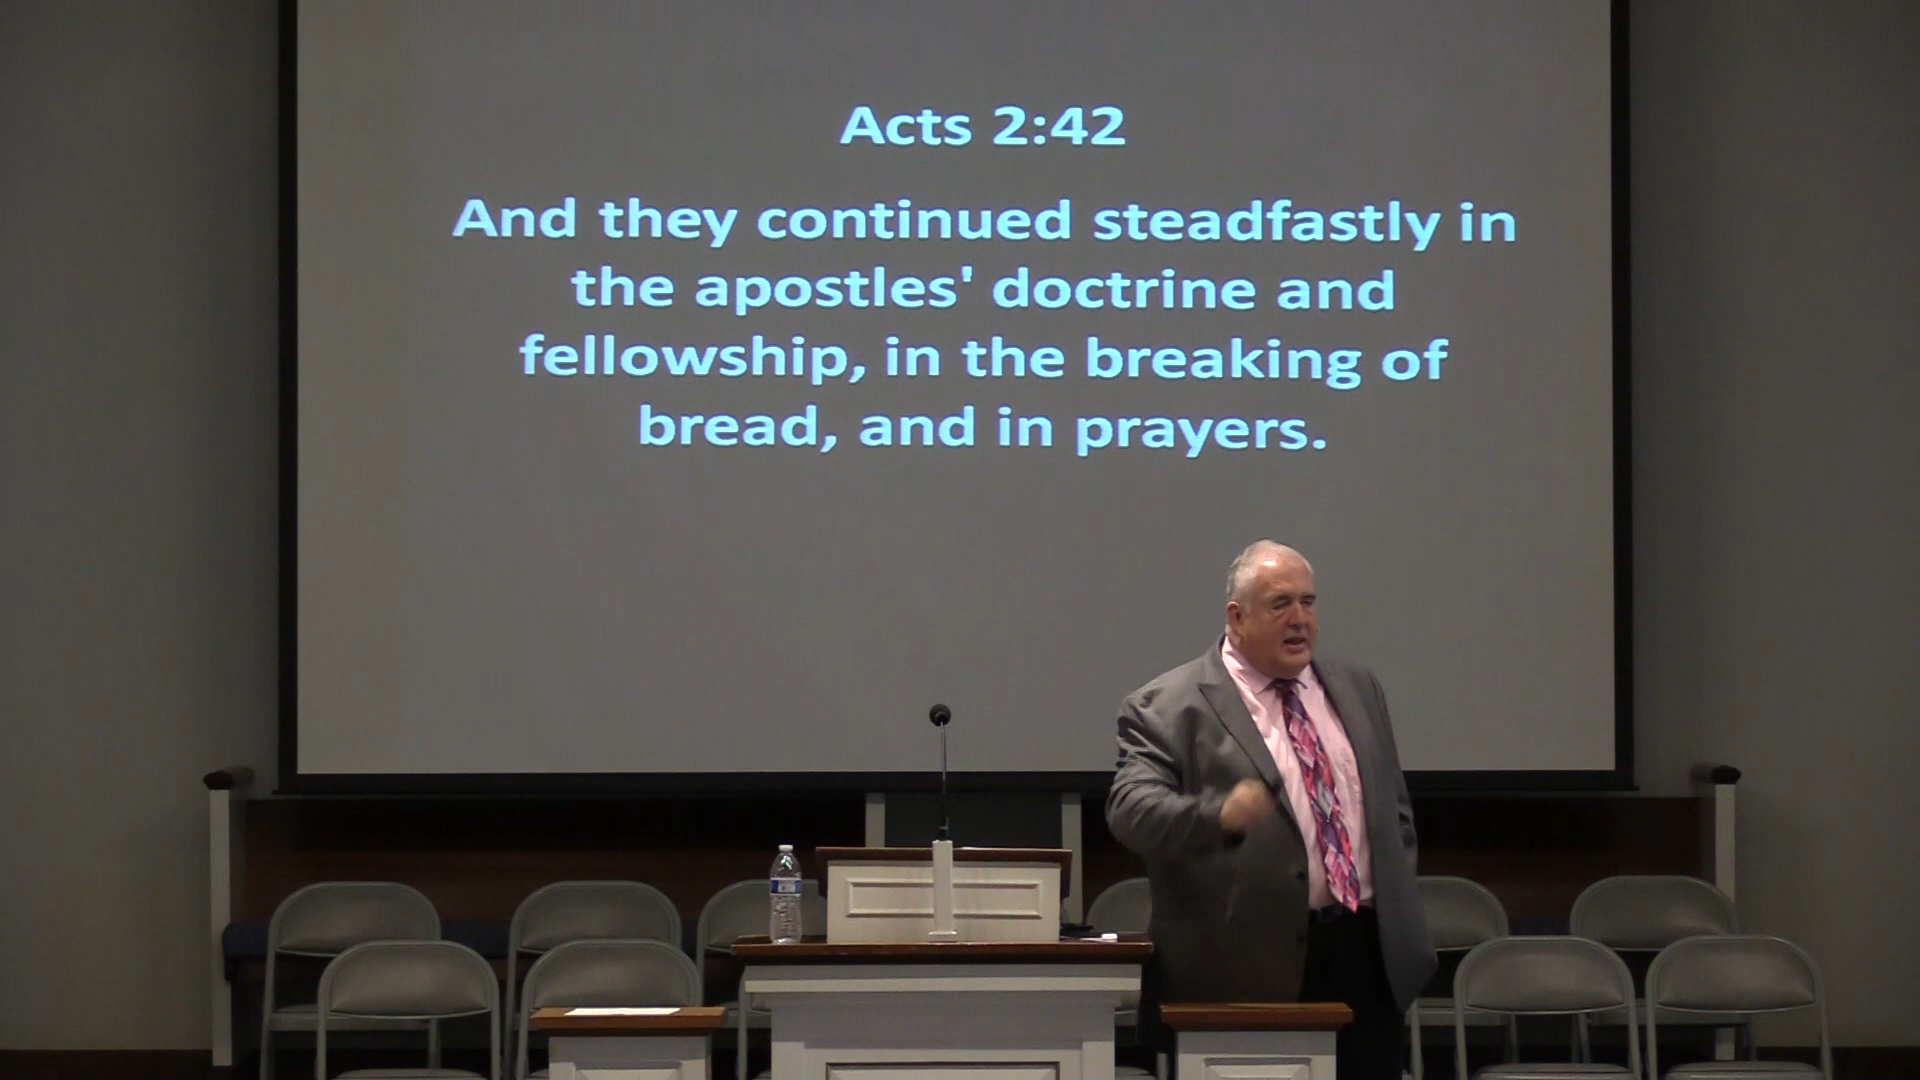 Acts 2:42
And they continued steadfastly in
the apostles' doctrine and
fellowship, in the breaking of
bread, and in prayers.